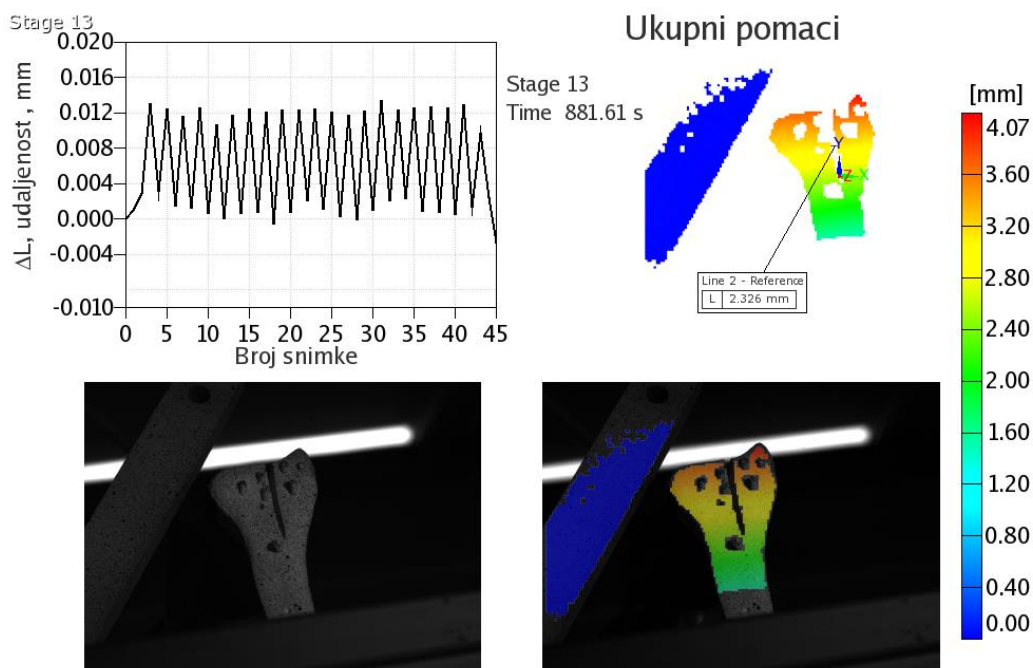 Stage 13
0.020
0.016
0.012
0.008
0.004
0.000
-0.004
-0.010
ΔL, udaljenost , mm
0 5 10 15 20 25 30 35 40 45
Broj snimke
Ukupni pomaci
Stage 13
Time 881.61 s
Y
Z X
Line 2 - Reference
L 2.326 mm
[mm]
4.07
3.20
2.80
2.40
2.00
1.60
1.20
0.80
0.40
0.00